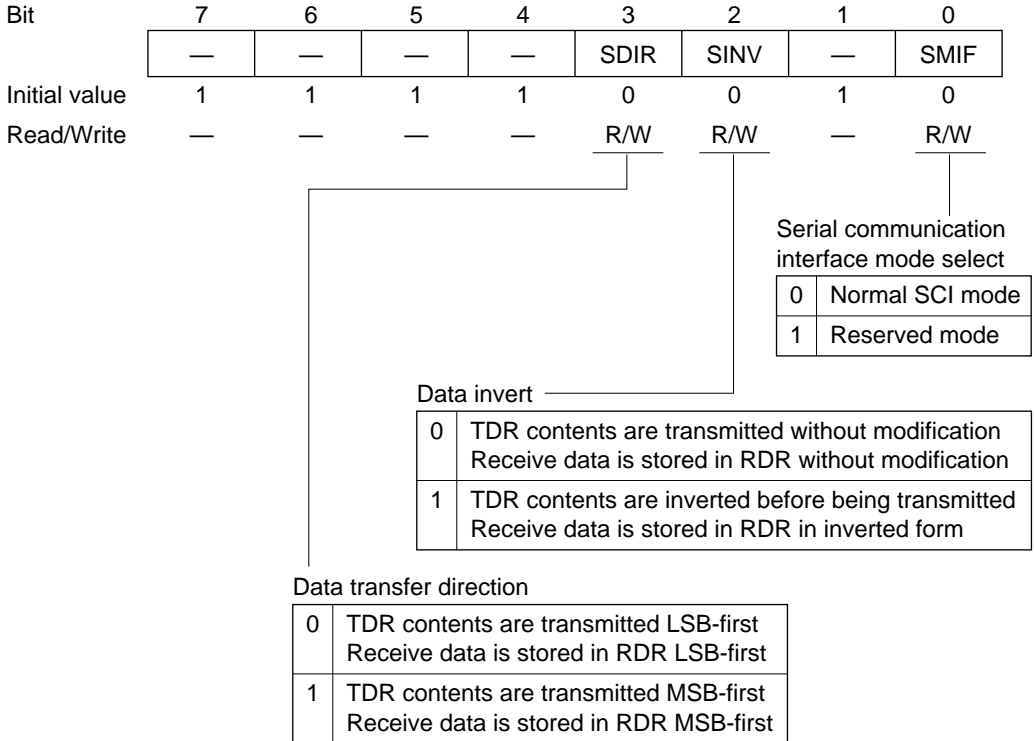 Bit 7 6 5 4 3 2 1 0
— — — — SDIR SINV — SMIF
Initial value 1 1 1 1 0 0 1 0
Read/Write — — — — R/W R/W — R/W
Serial communication
interface mode select
0 Normal SCI mode
1 Reserved mode
Data invert
0 TDR contents are transmitted without modification
Receive data is stored in RDR without modification
1 TDR contents are inverted before being transmitted
Receive data is stored in RDR in inverted form
Data transfer direction
0 TDR contents are transmitted LSB-first
Receive data is stored in RDR LSB-first
1 TDR contents are transmitted MSB-first
Receive data is stored in RDR MSB-first